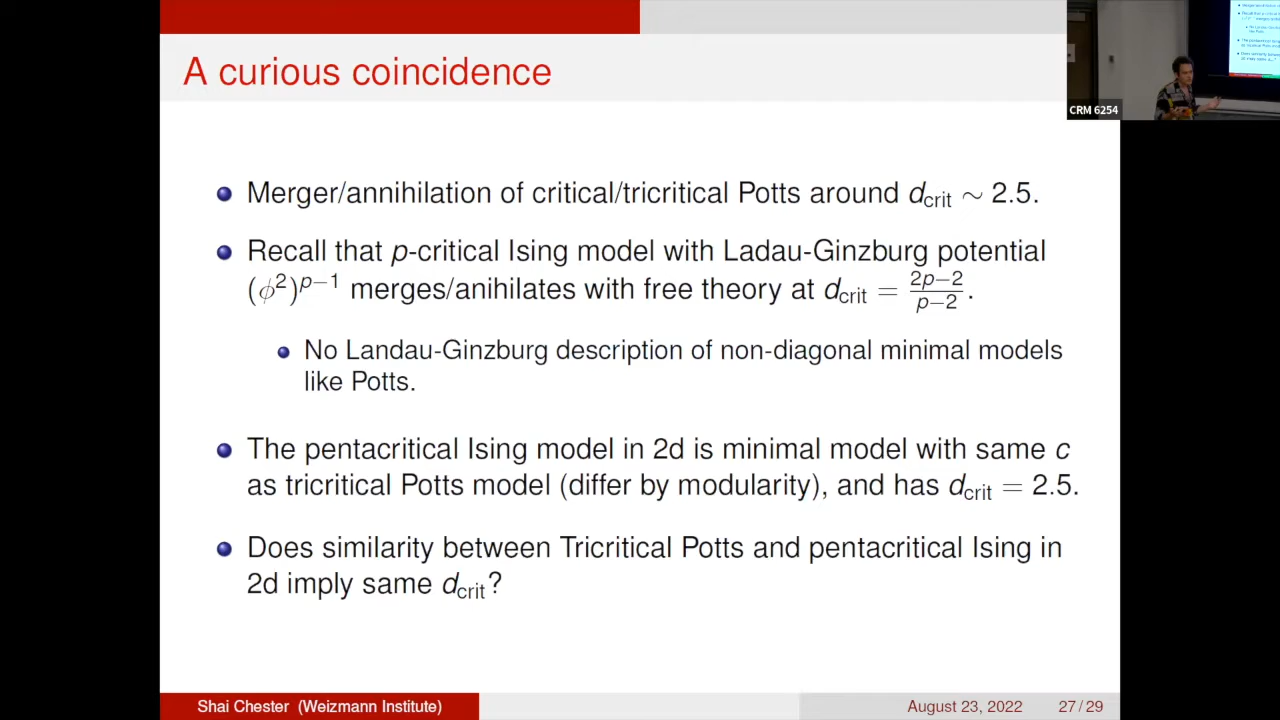 A curious coincidence
CRM 6254
Merger/annihilation of critical/tricritical Potts around d_crit ∼ 2.5.
Recall that p-critical Ising model with Ladau-Ginzburg potential
(ϕ²)^{p−1} merges/anihilates with free theory at d_crit = \frac{2p−2}{p−2}.
No Landau-Ginzburg description of non-diagonal minimal models
like Potts.
The pentacritical Ising model in 2d is minimal model with same c
as tricritical Potts model (differ by modularity), and has d_crit = 2.5.
Does similarity between Tricritical Potts and pentacritical Ising in
2d imply same d_crit?
Shai Chester (Weizmann Institute)
August 23, 2022
27/29